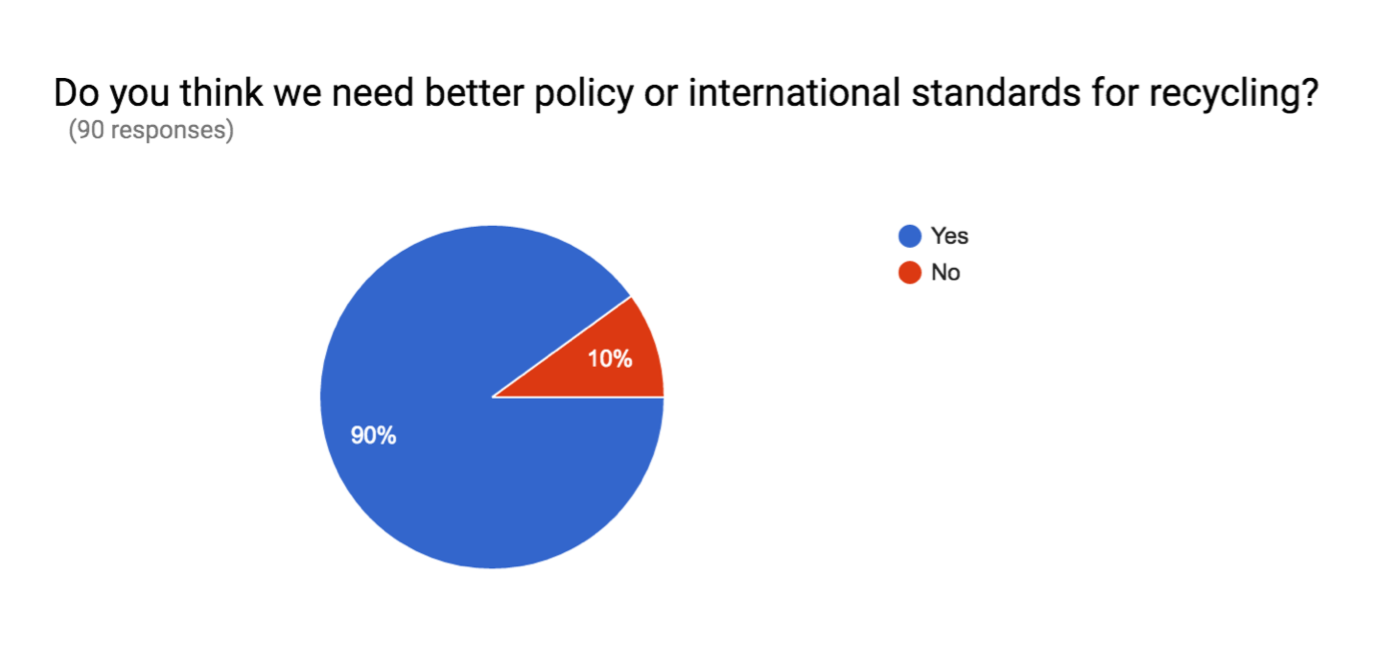 Do you think we need better policy or international standards for recycling?
(90 responses)
Yes
No
10%
90%